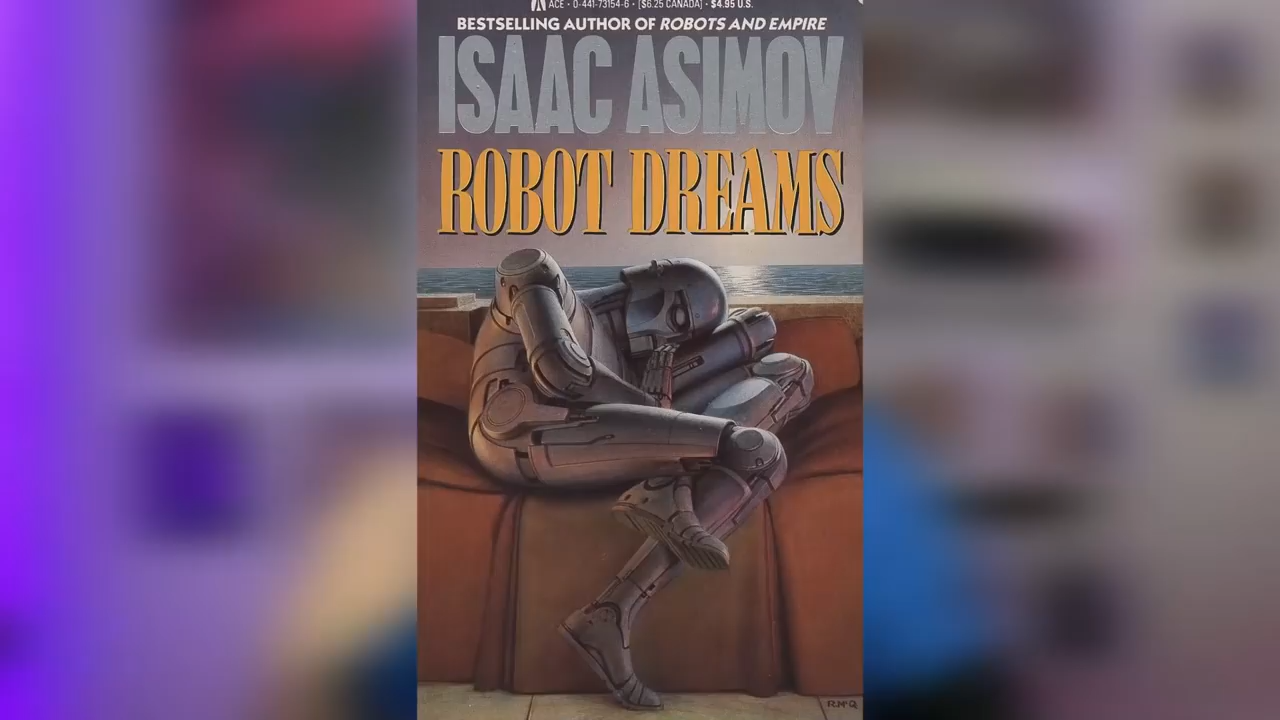 ACE • 0-441-73154-6 • [$6.25 CANADA] • $4.95 U.S.
BESTSELLING AUTHOR OF ROBOTS AND EMPIRE
ISAAC ASIMOV
ROBOT DREAMS
R.McQ